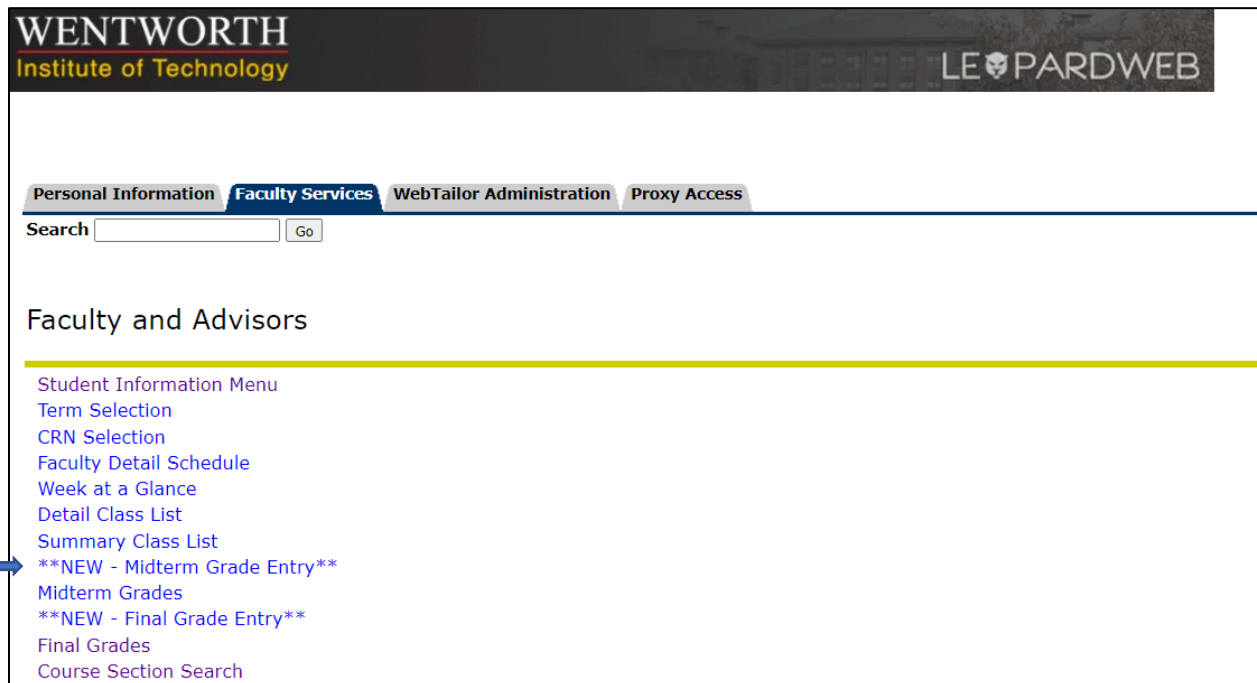 WENTWORTH
Institute of Technology
LEOPARDWEB
Personal Information Faculty Services WebTailor Administration Proxy Access
Search Go
Faculty and Advisors
Student Information Menu
Term Selection
CRN Selection
Faculty Detail Schedule
Week at a Glance
Detail Class List
Summary Class List
**NEW - Midterm Grade Entry**
Midterm Grades
**NEW - Final Grade Entry**
Final Grades
Course Section Search